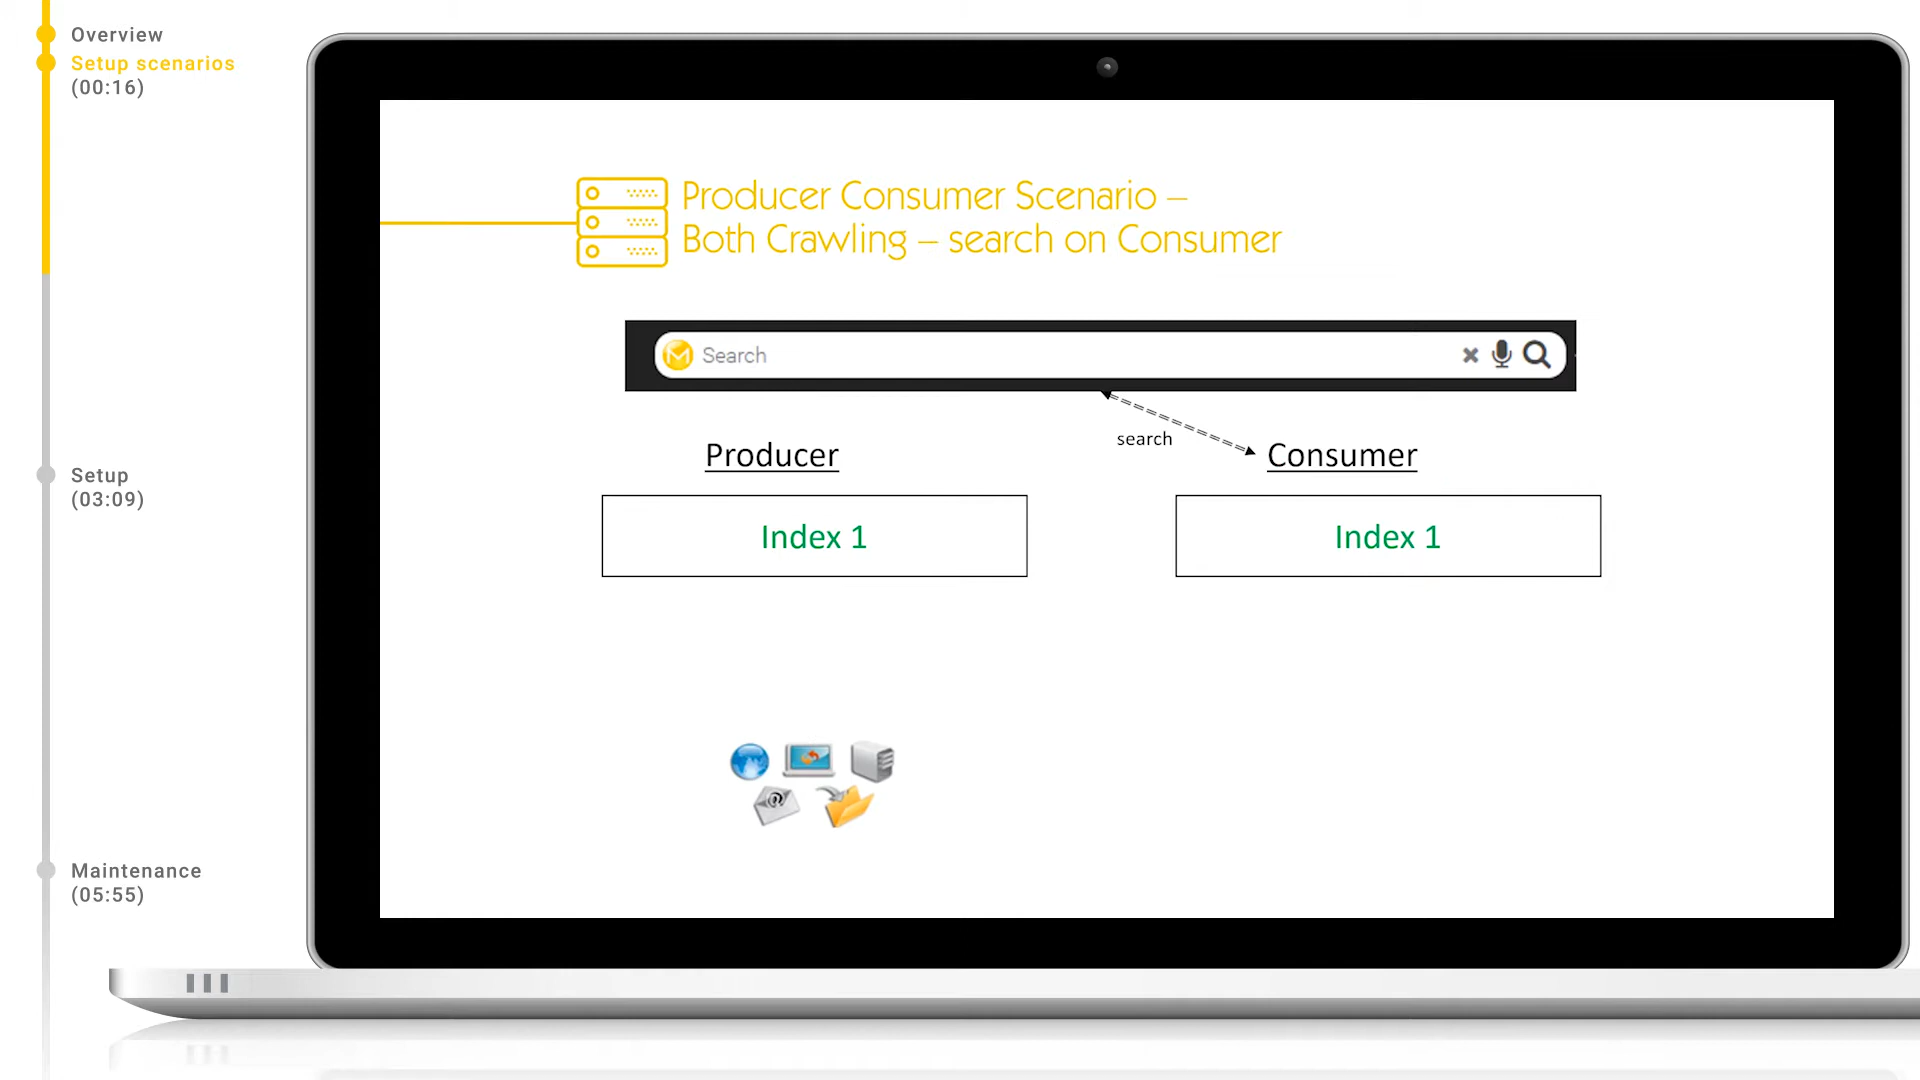 Overview
Setup scenarios
(00:16)
Producer Consumer Scenario –
Both Crawling – search on Consumer
Search
search
Producer
Consumer
Index 1
Index 1
Setup
(03:09)
Maintenance
(05:55)